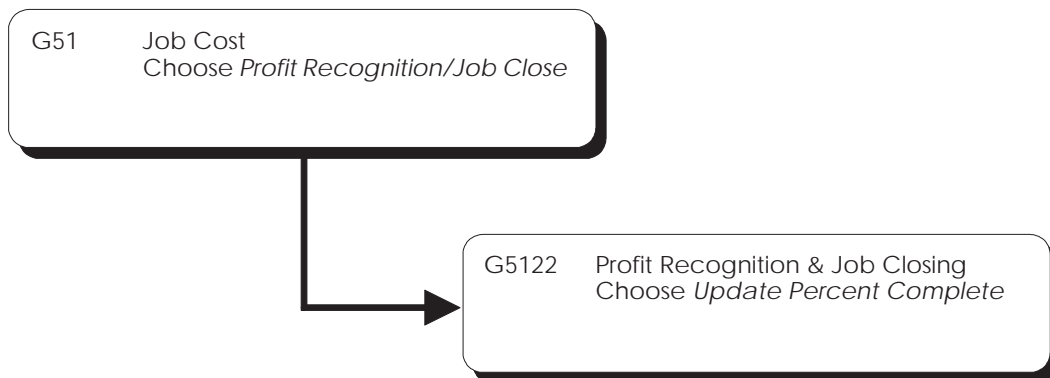 G51 Job Cost
Choose Profit Recognition/Job Close
G5122 Profit Recognition & Job Closing
Choose Update Percent Complete